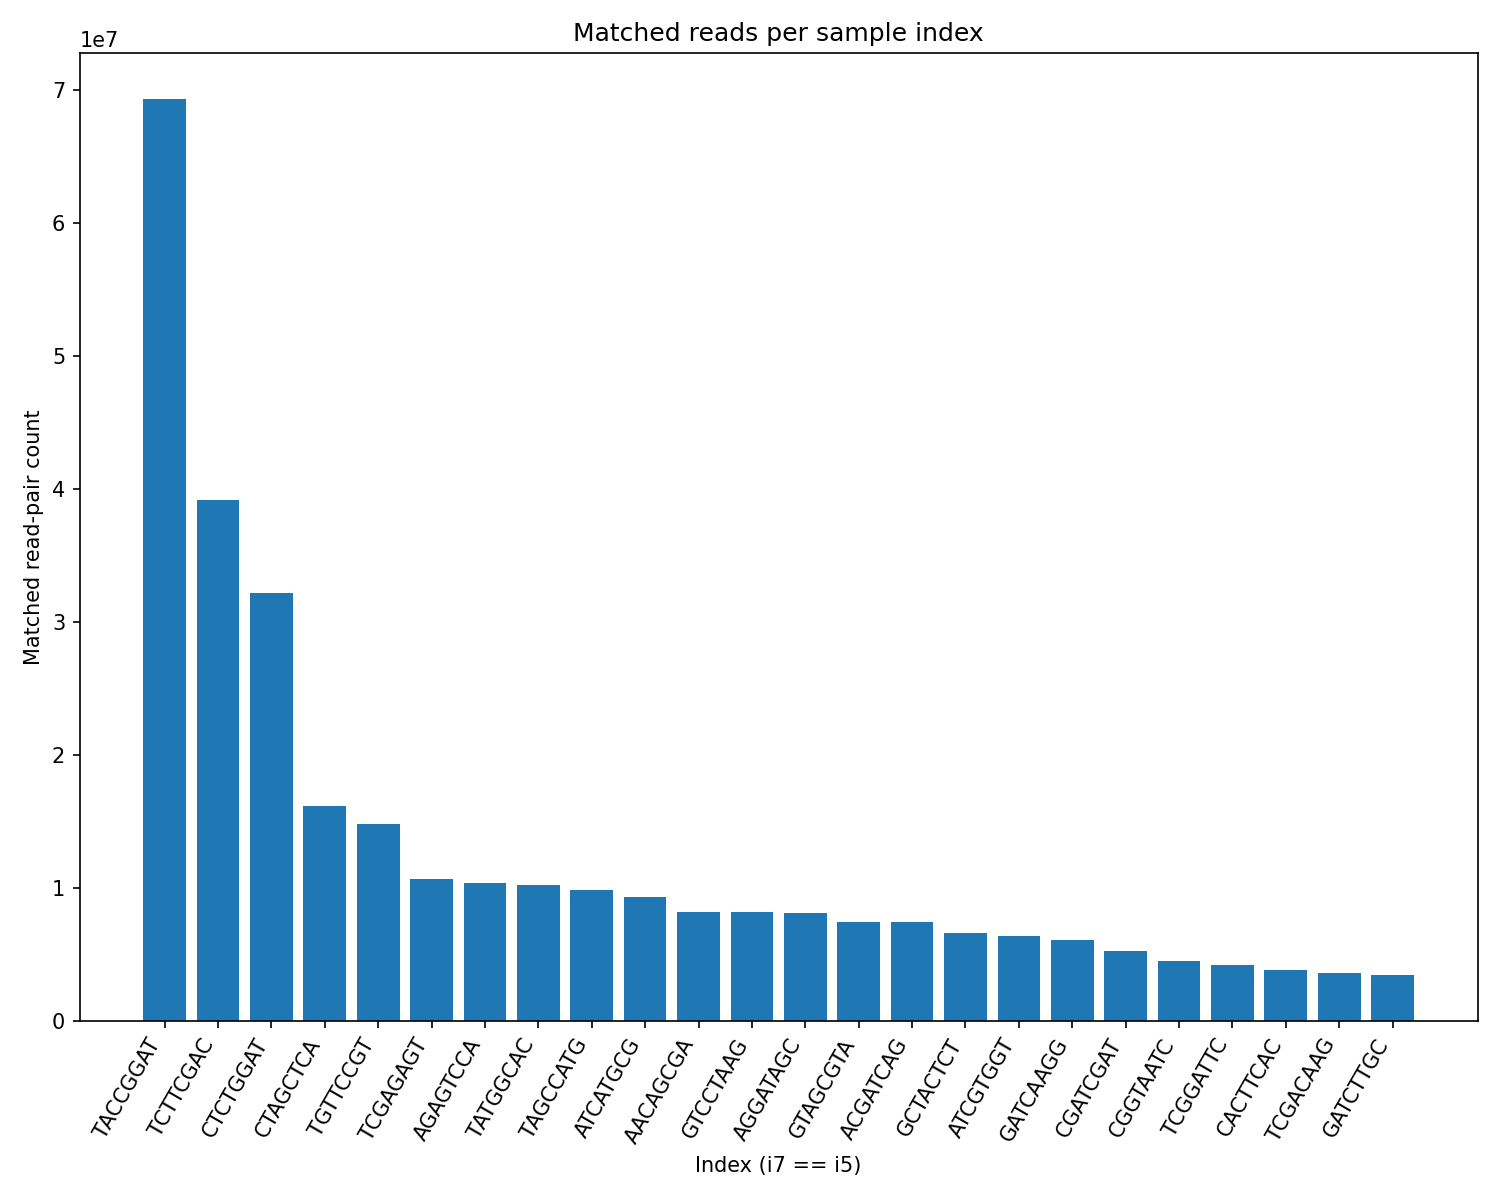 Matched reads per sample index
1e7
7
6
5
4
3
2
1
0
Matched read-pair count
TACCGGAT
TCTTCGAC
CTCTGGAT
CTAGCTCA
TGTTCCGT
TCGAGAGT
AGAGTCCA
TATGGCAC
TAGCCATG
ATCATGCG
AACAGCGA
GTCCTAAG
AGGATAGC
GTAGCGTA
ACGATCAG
GCTACTCT
ATCGTGGT
GATCAAGG
CGATCGAT
CGGTAATC
TCGGATTC
CACTTCAC
TCGACAAG
GATCTTGC
Index (i7 == i5)